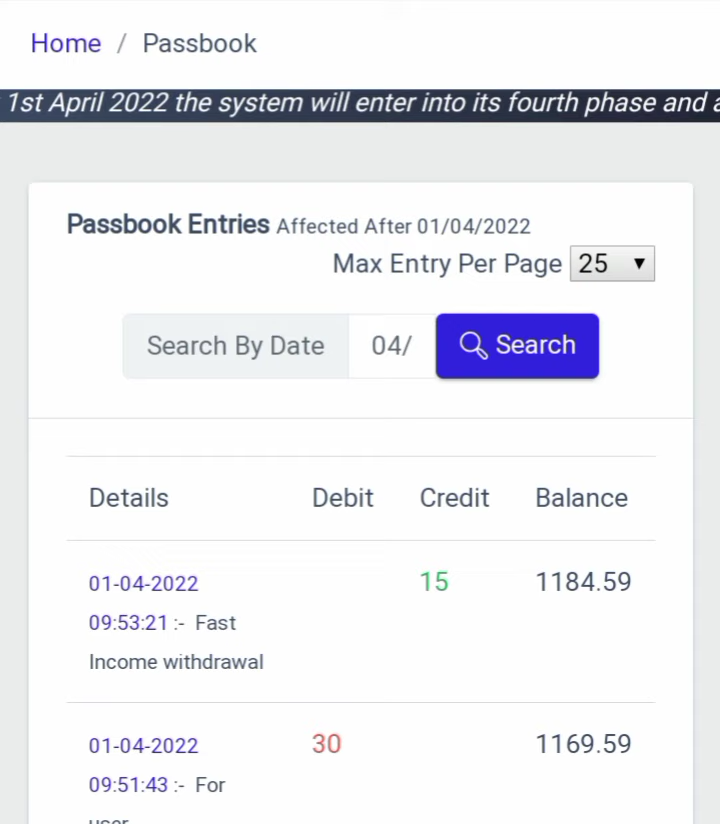 Home / Passbook
1st April 2022 the system will enter into its fourth phase and
Passbook Entries Affected After 01/04/2022
Max Entry Per Page 25 ▼
Search By Date 04/ Search
Details Debit Credit Balance
01-04-2022 15 1184.59
09:53:21 :- Fast
Income withdrawal
01-04-2022 30 1169.59
09:51:43 :- For
user